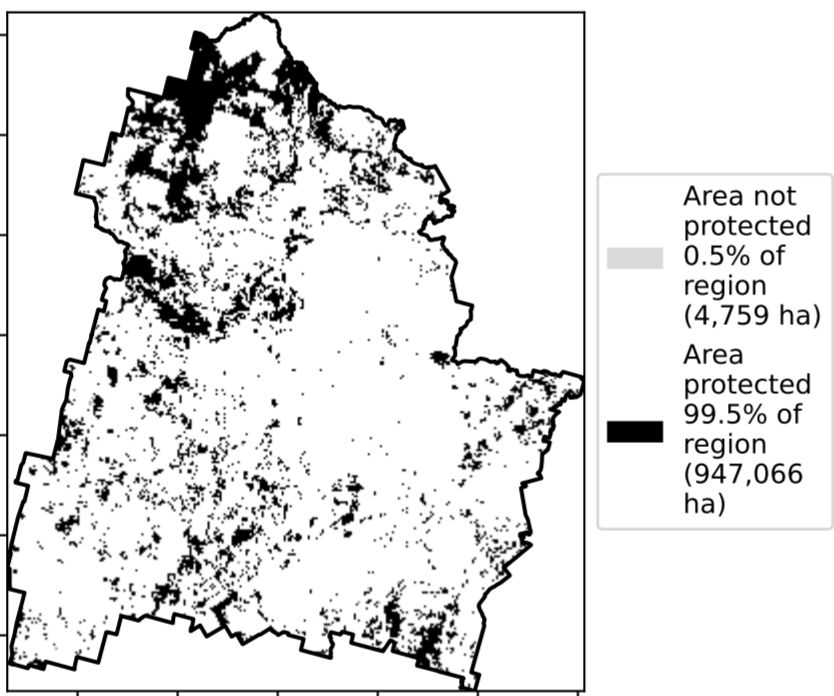 Area not
protected
0.5% of
region
(4,759 ha)
Area
protected
99.5% of
region
(947,066
ha)